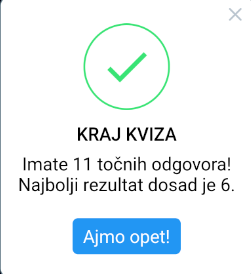 KRAJ KVIZA
Imate 11 točnih odgovora!
Najbolji rezultat dosad je 6.
Ajmo opet!